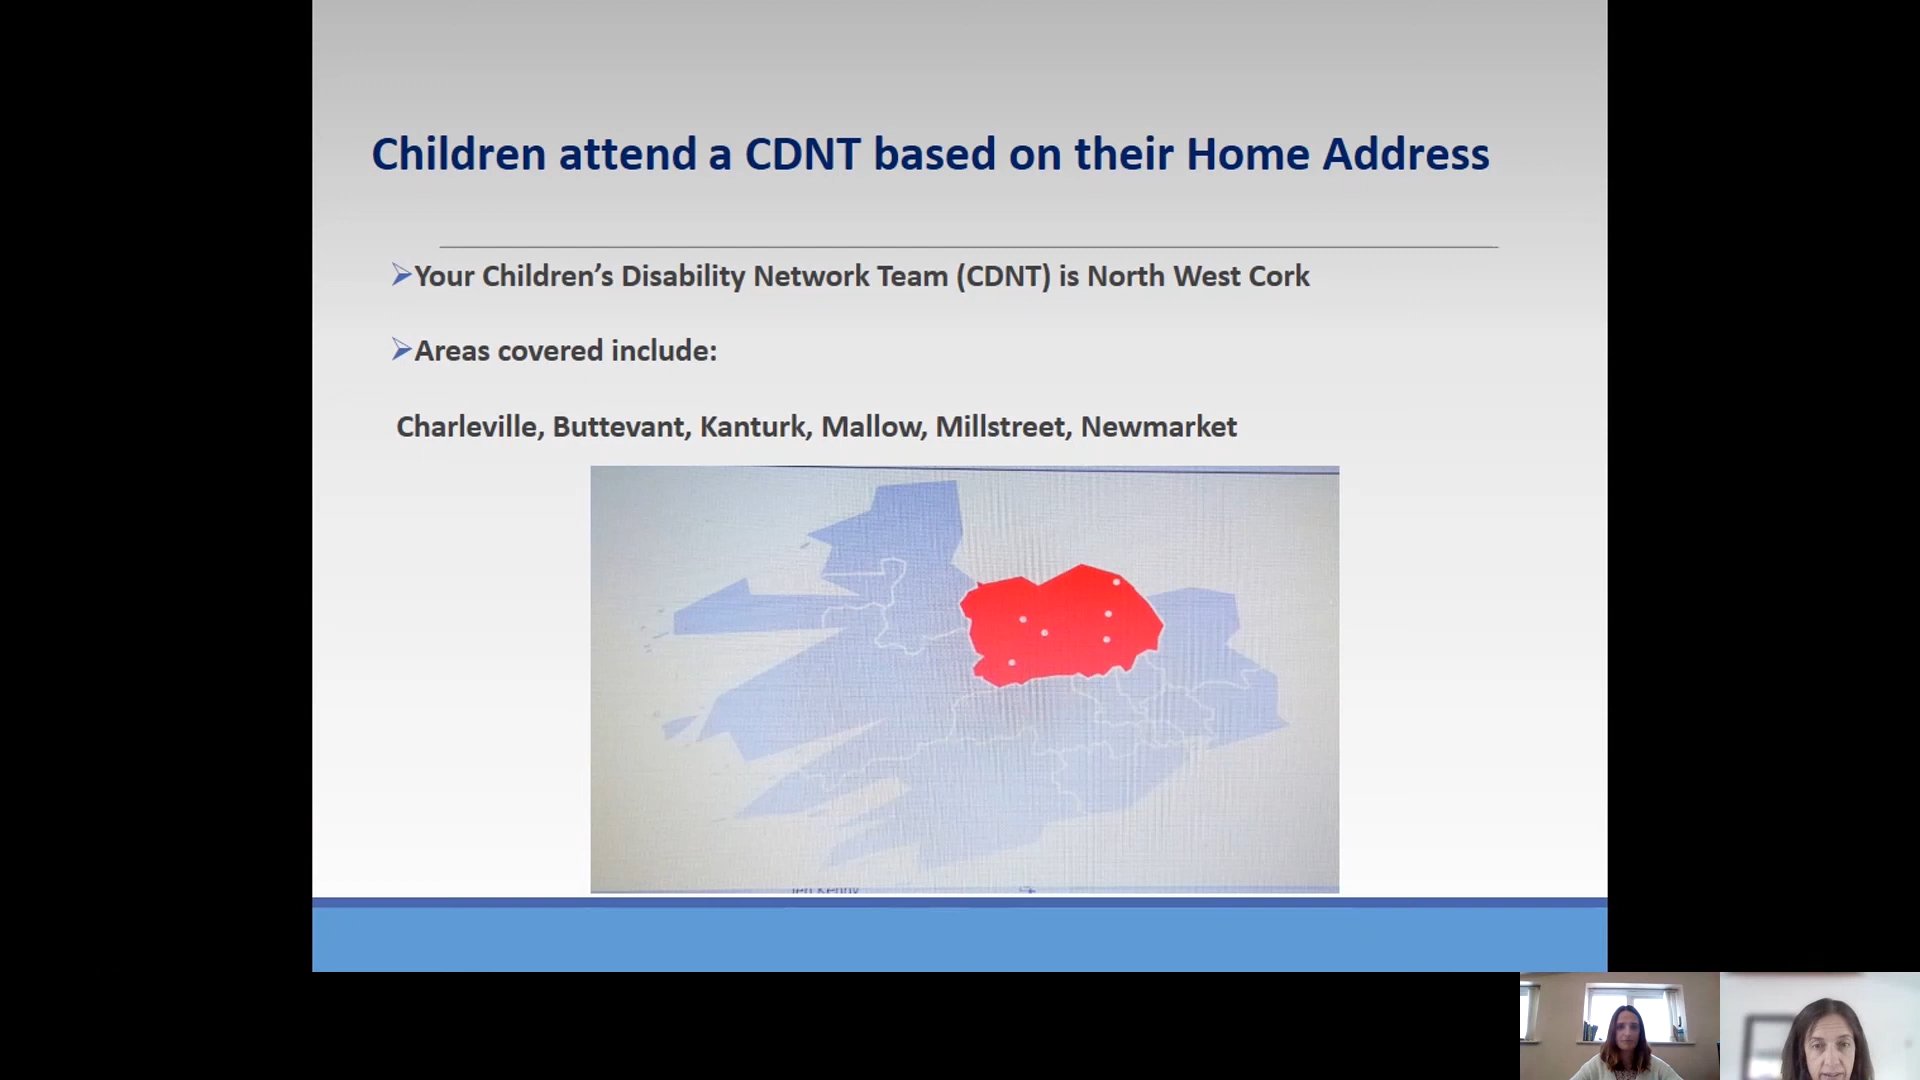 Children attend a CDNT based on their Home Address
Your Children’s Disability Network Team (CDNT) is North West Cork
Areas covered include:
Charleville, Buttevant, Kanturk, Mallow, Millstreet, Newmarket